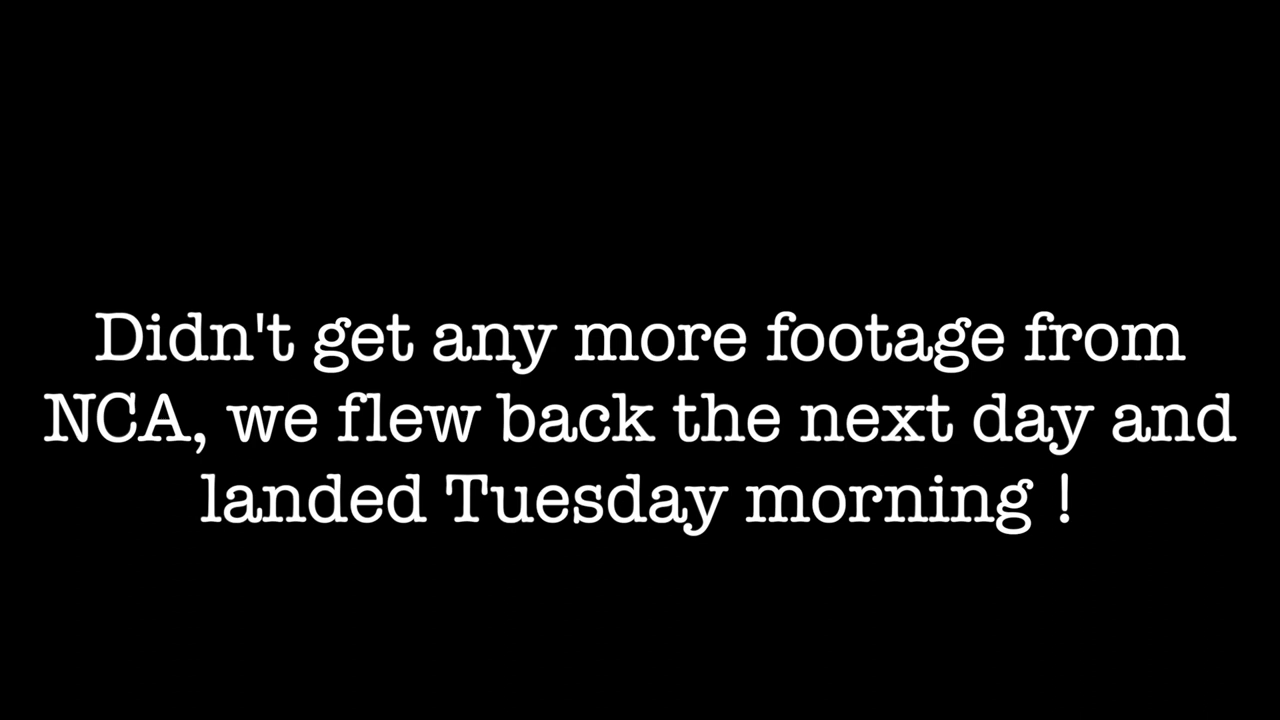 Didn't get any more footage from
NCA, we flew back the next day and
landed Tuesday morning !